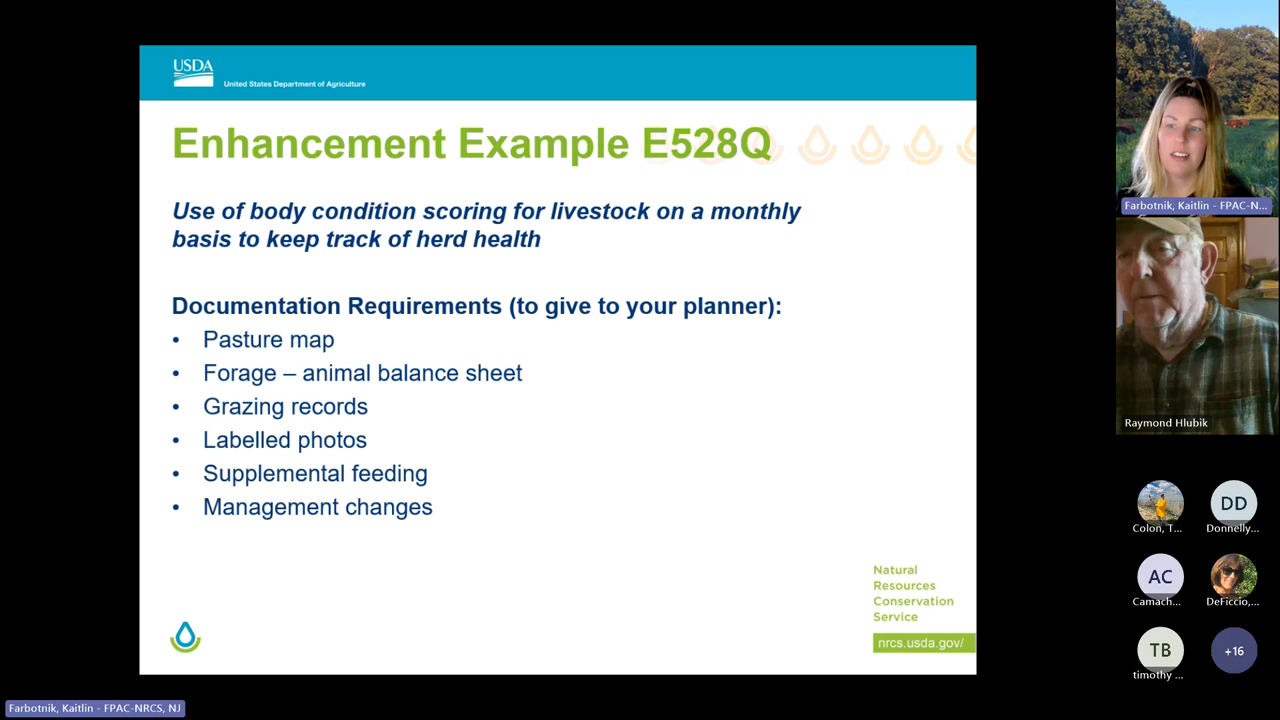 USDA
United States Department of Agriculture
Enhancement Example E528Q
Use of body condition scoring for livestock on a monthly
basis to keep track of herd health
Documentation Requirements (to give to your planner):
• Pasture map
• Forage – animal balance sheet
• Grazing records
• Labelled photos
• Supplemental feeding
• Management changes
Natural
Resources
Conservation
Service
nrcs.usda.gov/
Farbotnik, Kaitlin - FPAC-N...
Raymond Hlubik
Colon, T...
DD
Donnelly...
AC
Camach...
DeFiccio,...
TB
timothy ...
+16
Farbotnik, Kaitlin - FPAC-NRCS, NJ